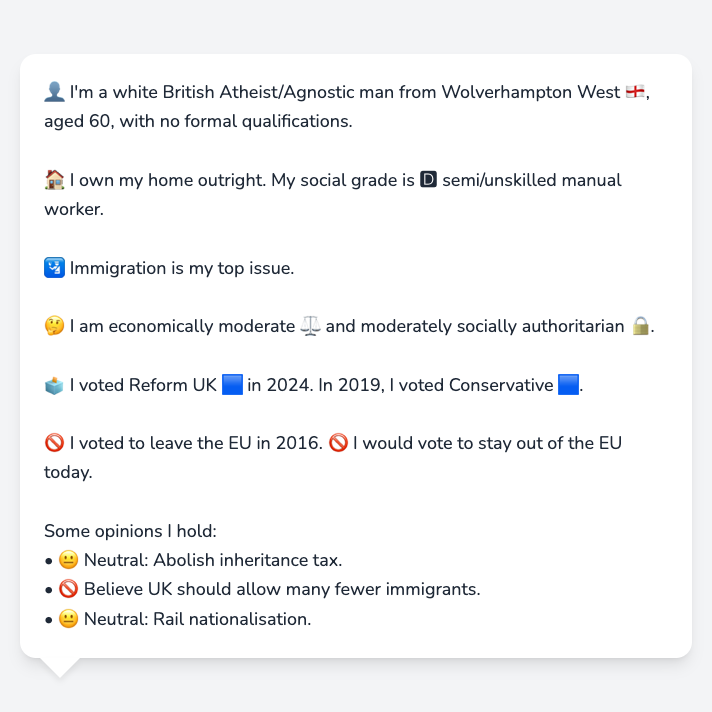 👤 I'm a white British Atheist/Agnostic man from Wolverhampton West 🏴󠁧󠁢󠁥󠁮󠁧󠁿,
aged 60, with no formal qualifications.
🏠 I own my home outright. My social grade is 🅳 semi/unskilled manual
worker.
🛂 Immigration is my top issue.
🤔 I am economically moderate ⚖️ and moderately socially authoritarian 🔒.
🗳️ I voted Reform UK 🟦 in 2024. In 2019, I voted Conservative 🟦.
🚫 I voted to leave the EU in 2016. 🚫 I would vote to stay out of the EU
today.
Some opinions I hold:
• 😐 Neutral: Abolish inheritance tax.
• 🚫 Believe UK should allow many fewer immigrants.
• 😐 Neutral: Rail nationalisation.